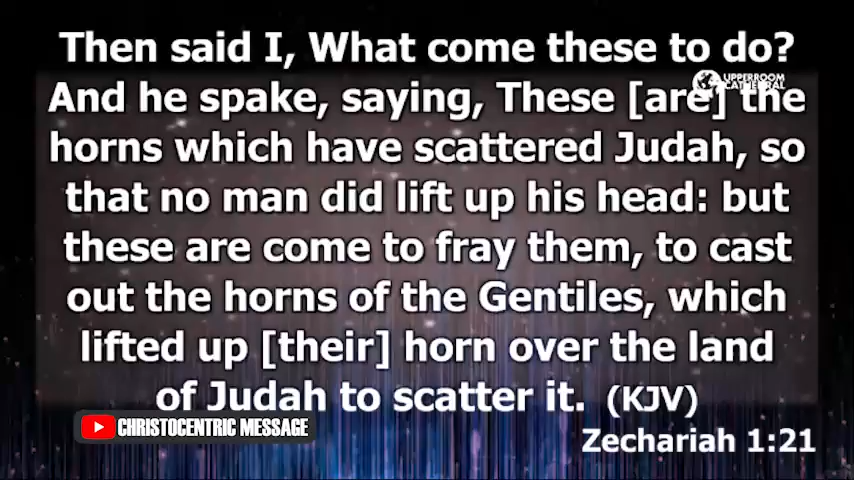 Then said I, What come these to do?
UPPERROOM
CATHEDRAL
And he spake, saying, These [are] the
horns which have scattered Judah, so
that no man did lift up his head: but
these are come to fray them, to cast
out the horns of the Gentiles, which
lifted up [their] horn over the land
of Judah to scatter it. (KJV)
CHRISTOCENTRIC MESSAGE
Zechariah 1:21